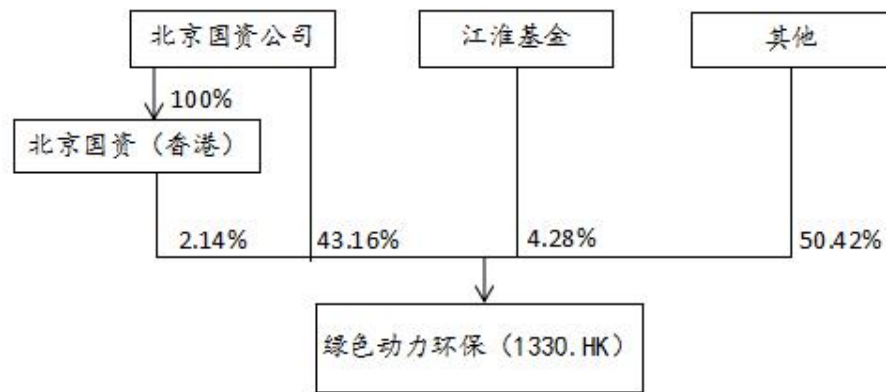 北京国资公司
江淮基金
其他
100%
北京国资（香港）
2.14%
43.16%
4.28%
50.42%
绿色动力环保（1330.HK）